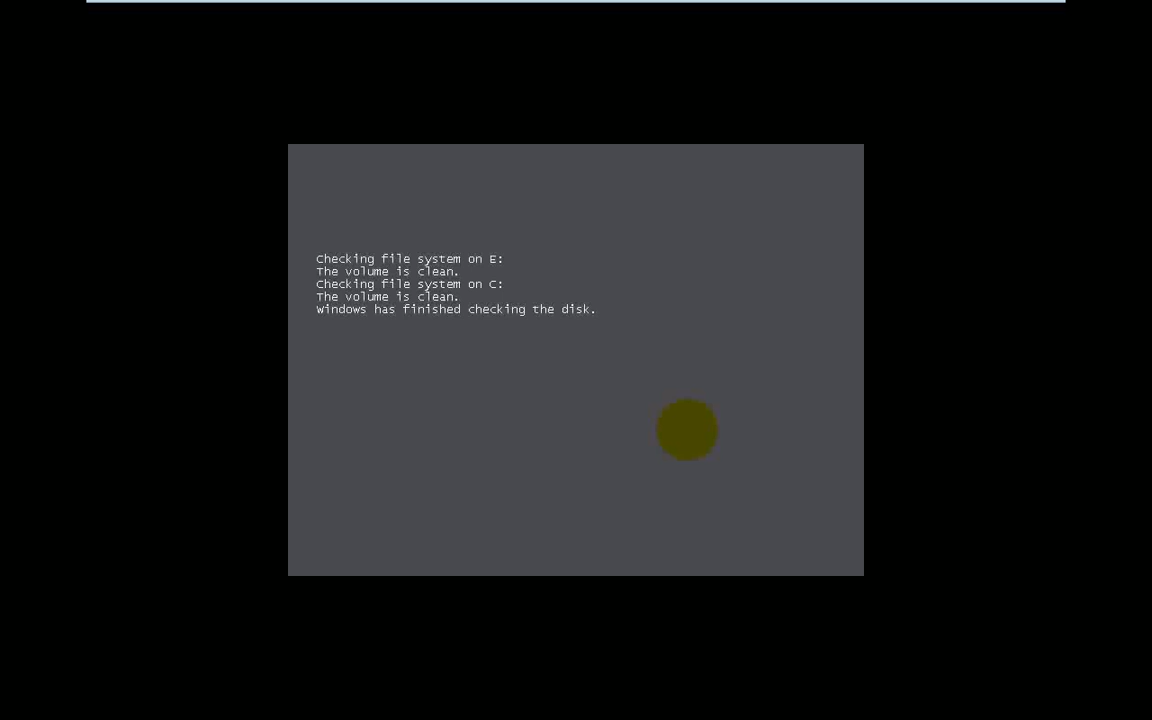 Checking file system on E:
The volume is clean.
Checking file system on C:
The volume is clean.
Windows has finished checking the disk.